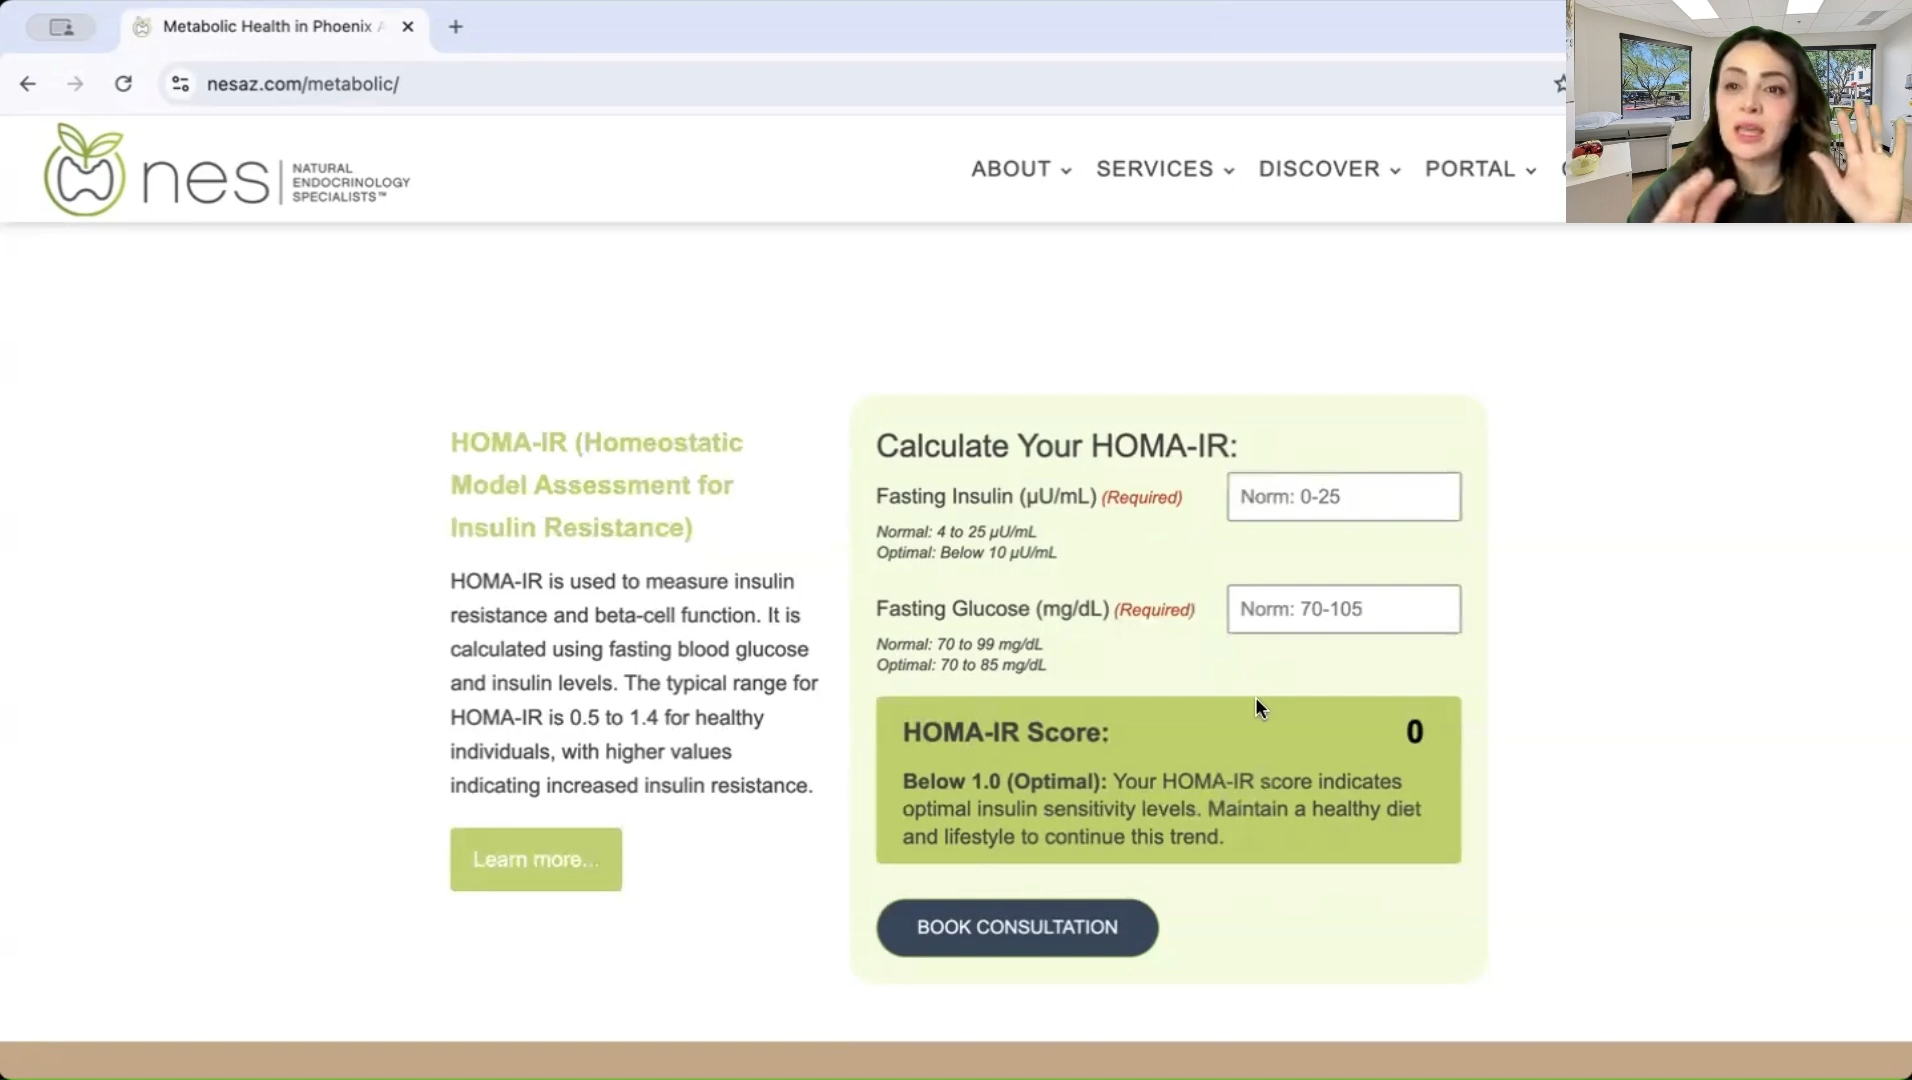 Metabolic Health in Phoenix
nesaz.com/metabolic/
nes
NATURAL
ENDOCRINOLOGY
SPECIALISTS™
ABOUT
SERVICES
DISCOVER
PORTAL
HOMA-IR (Homeostatic
Model Assessment for
Insulin Resistance)
HOMA-IR is used to measure insulin
resistance and beta-cell function. It is
calculated using fasting blood glucose
and insulin levels. The typical range for
HOMA-IR is 0.5 to 1.4 for healthy
individuals, with higher values
indicating increased insulin resistance.
Learn more...
Calculate Your HOMA-IR:
Fasting Insulin (µU/mL) (Required)
Norm: 0-25
Normal: 4 to 25 µU/mL
Optimal: Below 10 µU/mL
Fasting Glucose (mg/dL) (Required)
Norm: 70-105
Normal: 70 to 99 mg/dL
Optimal: 70 to 85 mg/dL
HOMA-IR Score: 0
Below 1.0 (Optimal): Your HOMA-IR score indicates
optimal insulin sensitivity levels. Maintain a healthy diet
and lifestyle to continue this trend.
BOOK CONSULTATION